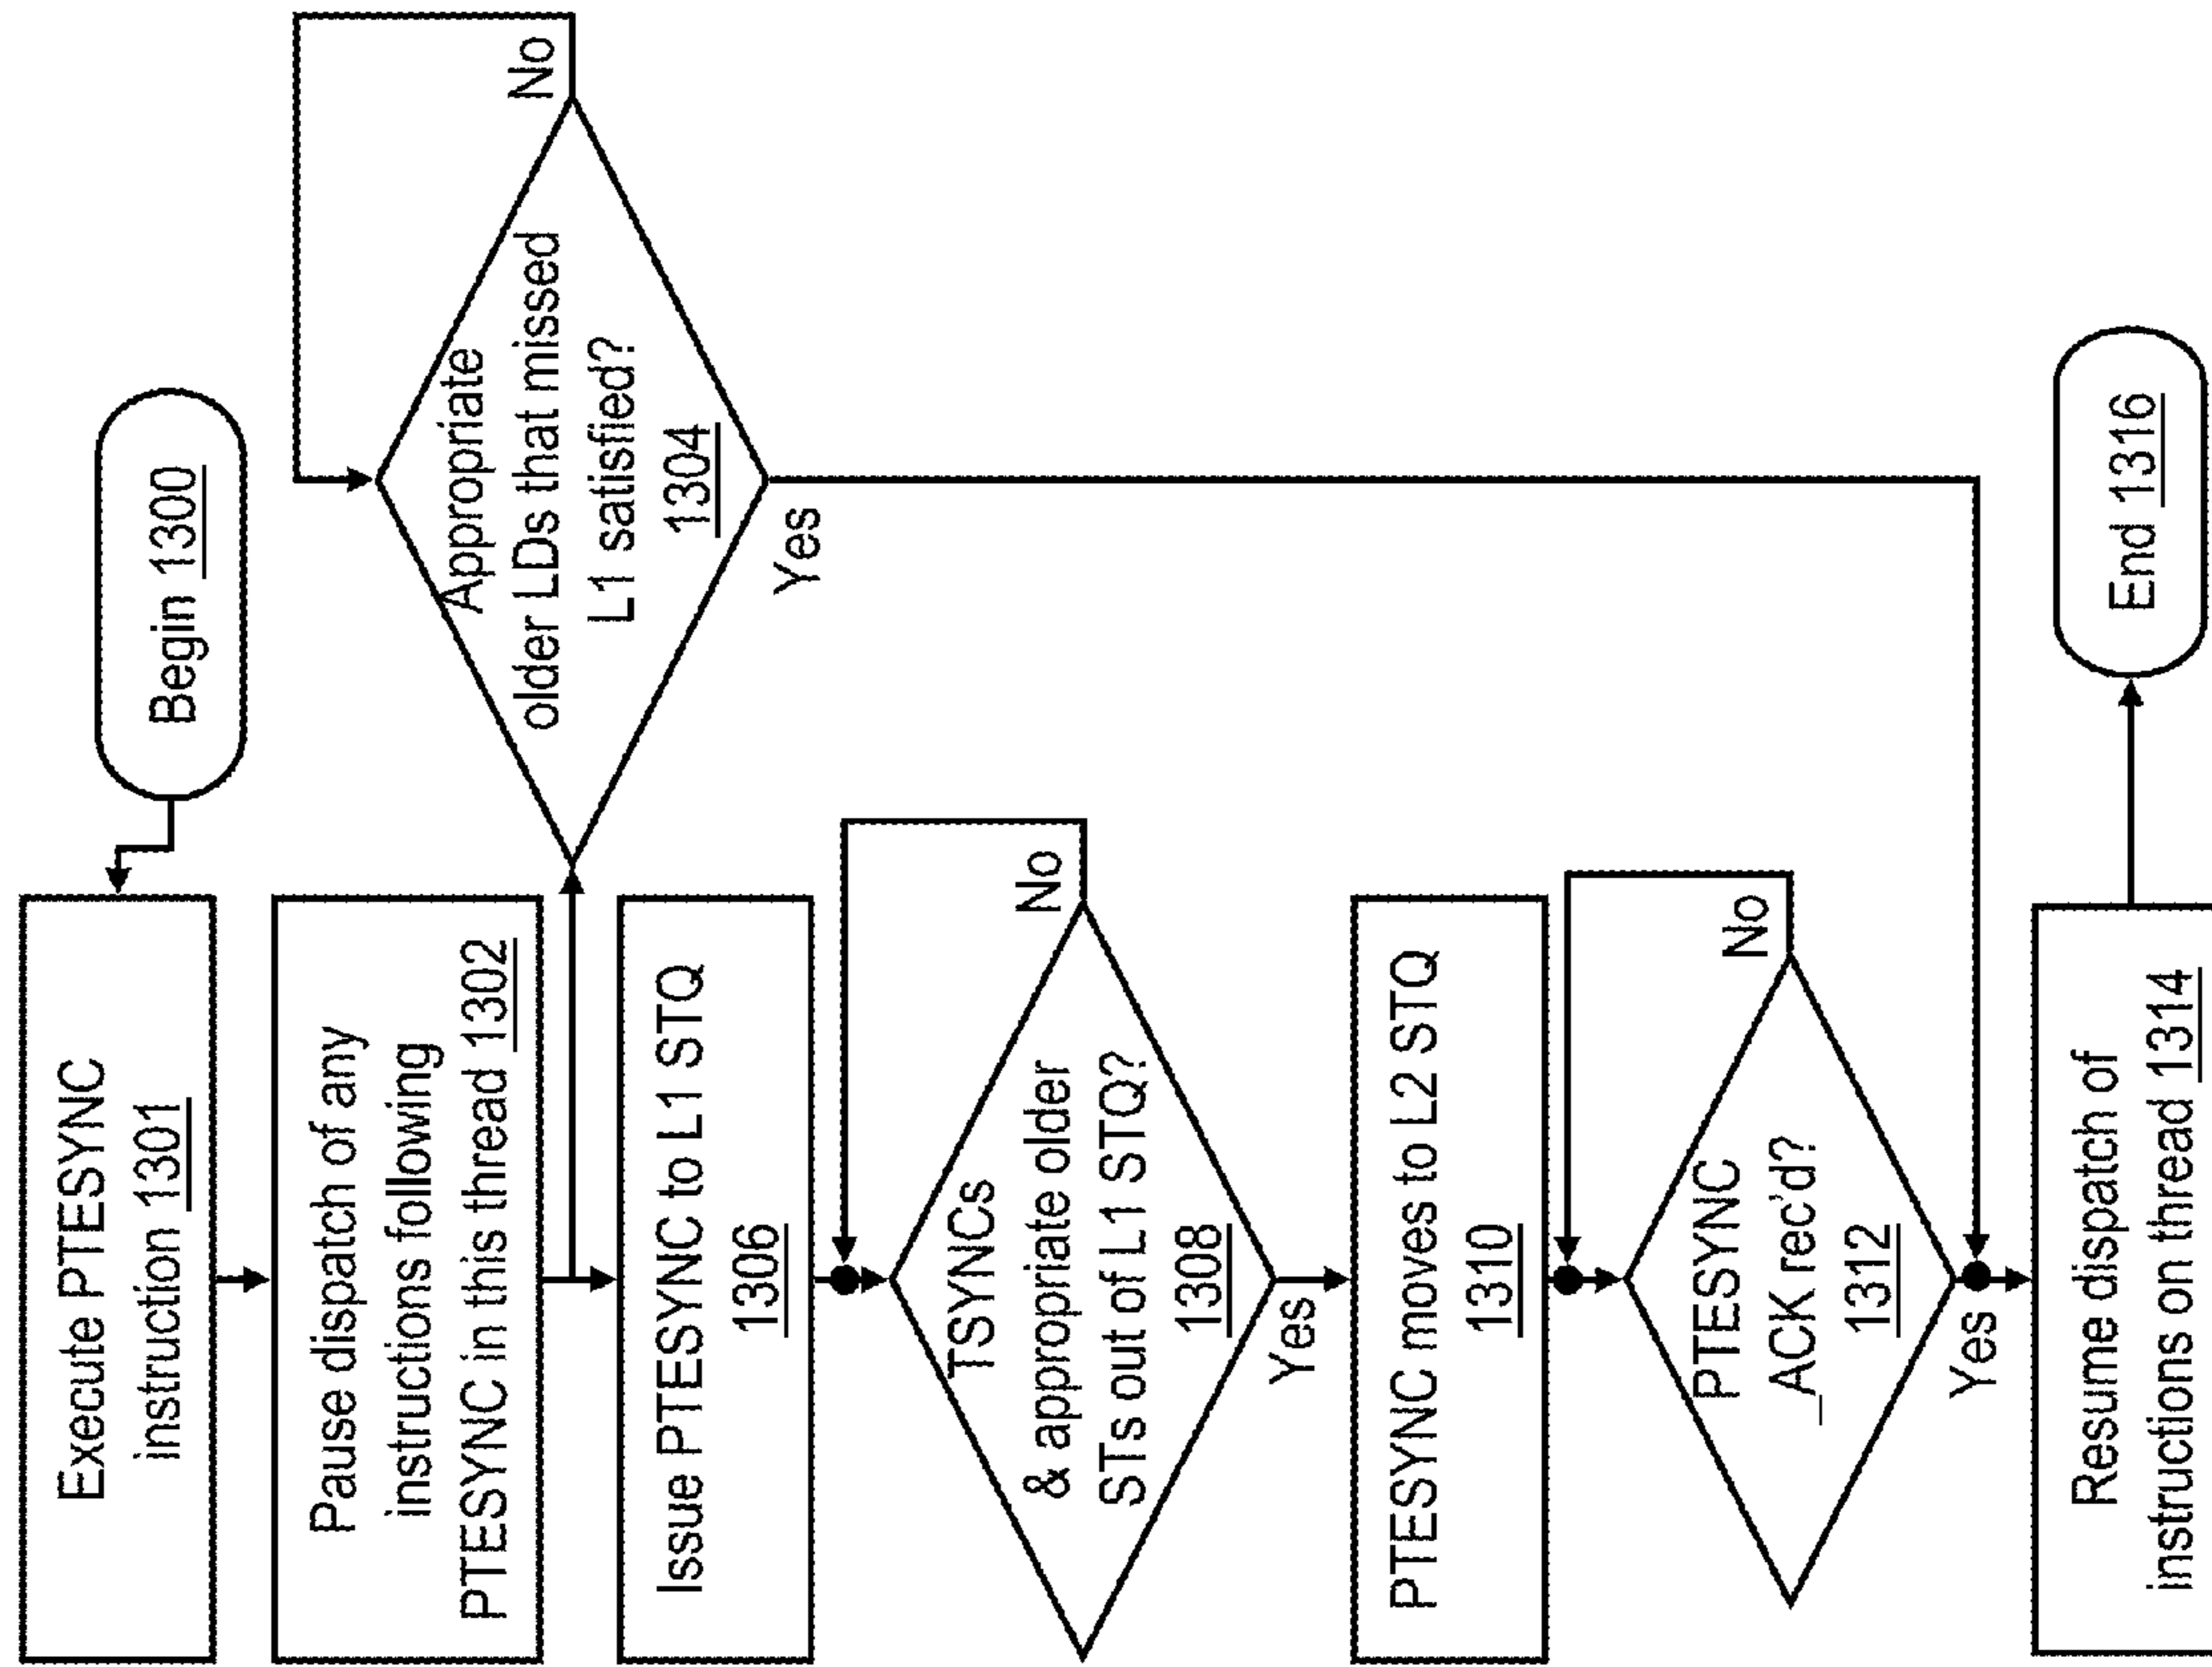 Begin 1300
Execute PTESYNC
instruction 1301
Pause dispatch of any
instructions following
PTESYNC in this thread 1302
Appropriate
older LDs that missed
L1 satisfied?
1304
No
Yes
Issue PTESYNC to L1 STQ
1306
TSYNCs
& appropriate older
STs out of L1 STQ?
1308
No
Yes
PTESYNC moves to L2 STQ
1310
PTESYNC
_ACK rec'd?
1312
No
Yes
Resume dispatch of
instructions on thread 1314
End 1316